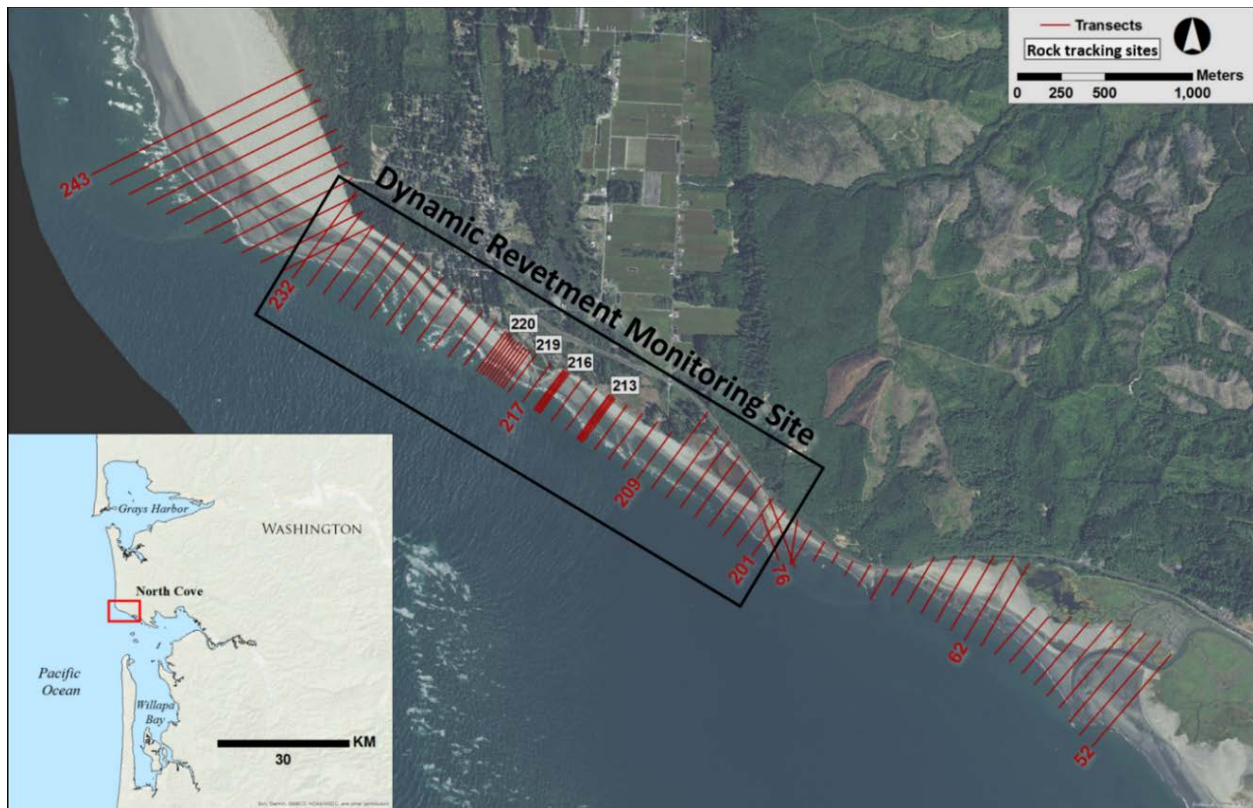 Transects
Rock tracking sites
Meters
0 250 500 1,000
243
Dynamic Revetment Monitoring Site
232
220
219
216
213
217
209
201
76
62
52
Grays Harbor
WASHINGTON
North Cove
Pacific
Ocean
Willapa
Bay
KM
30